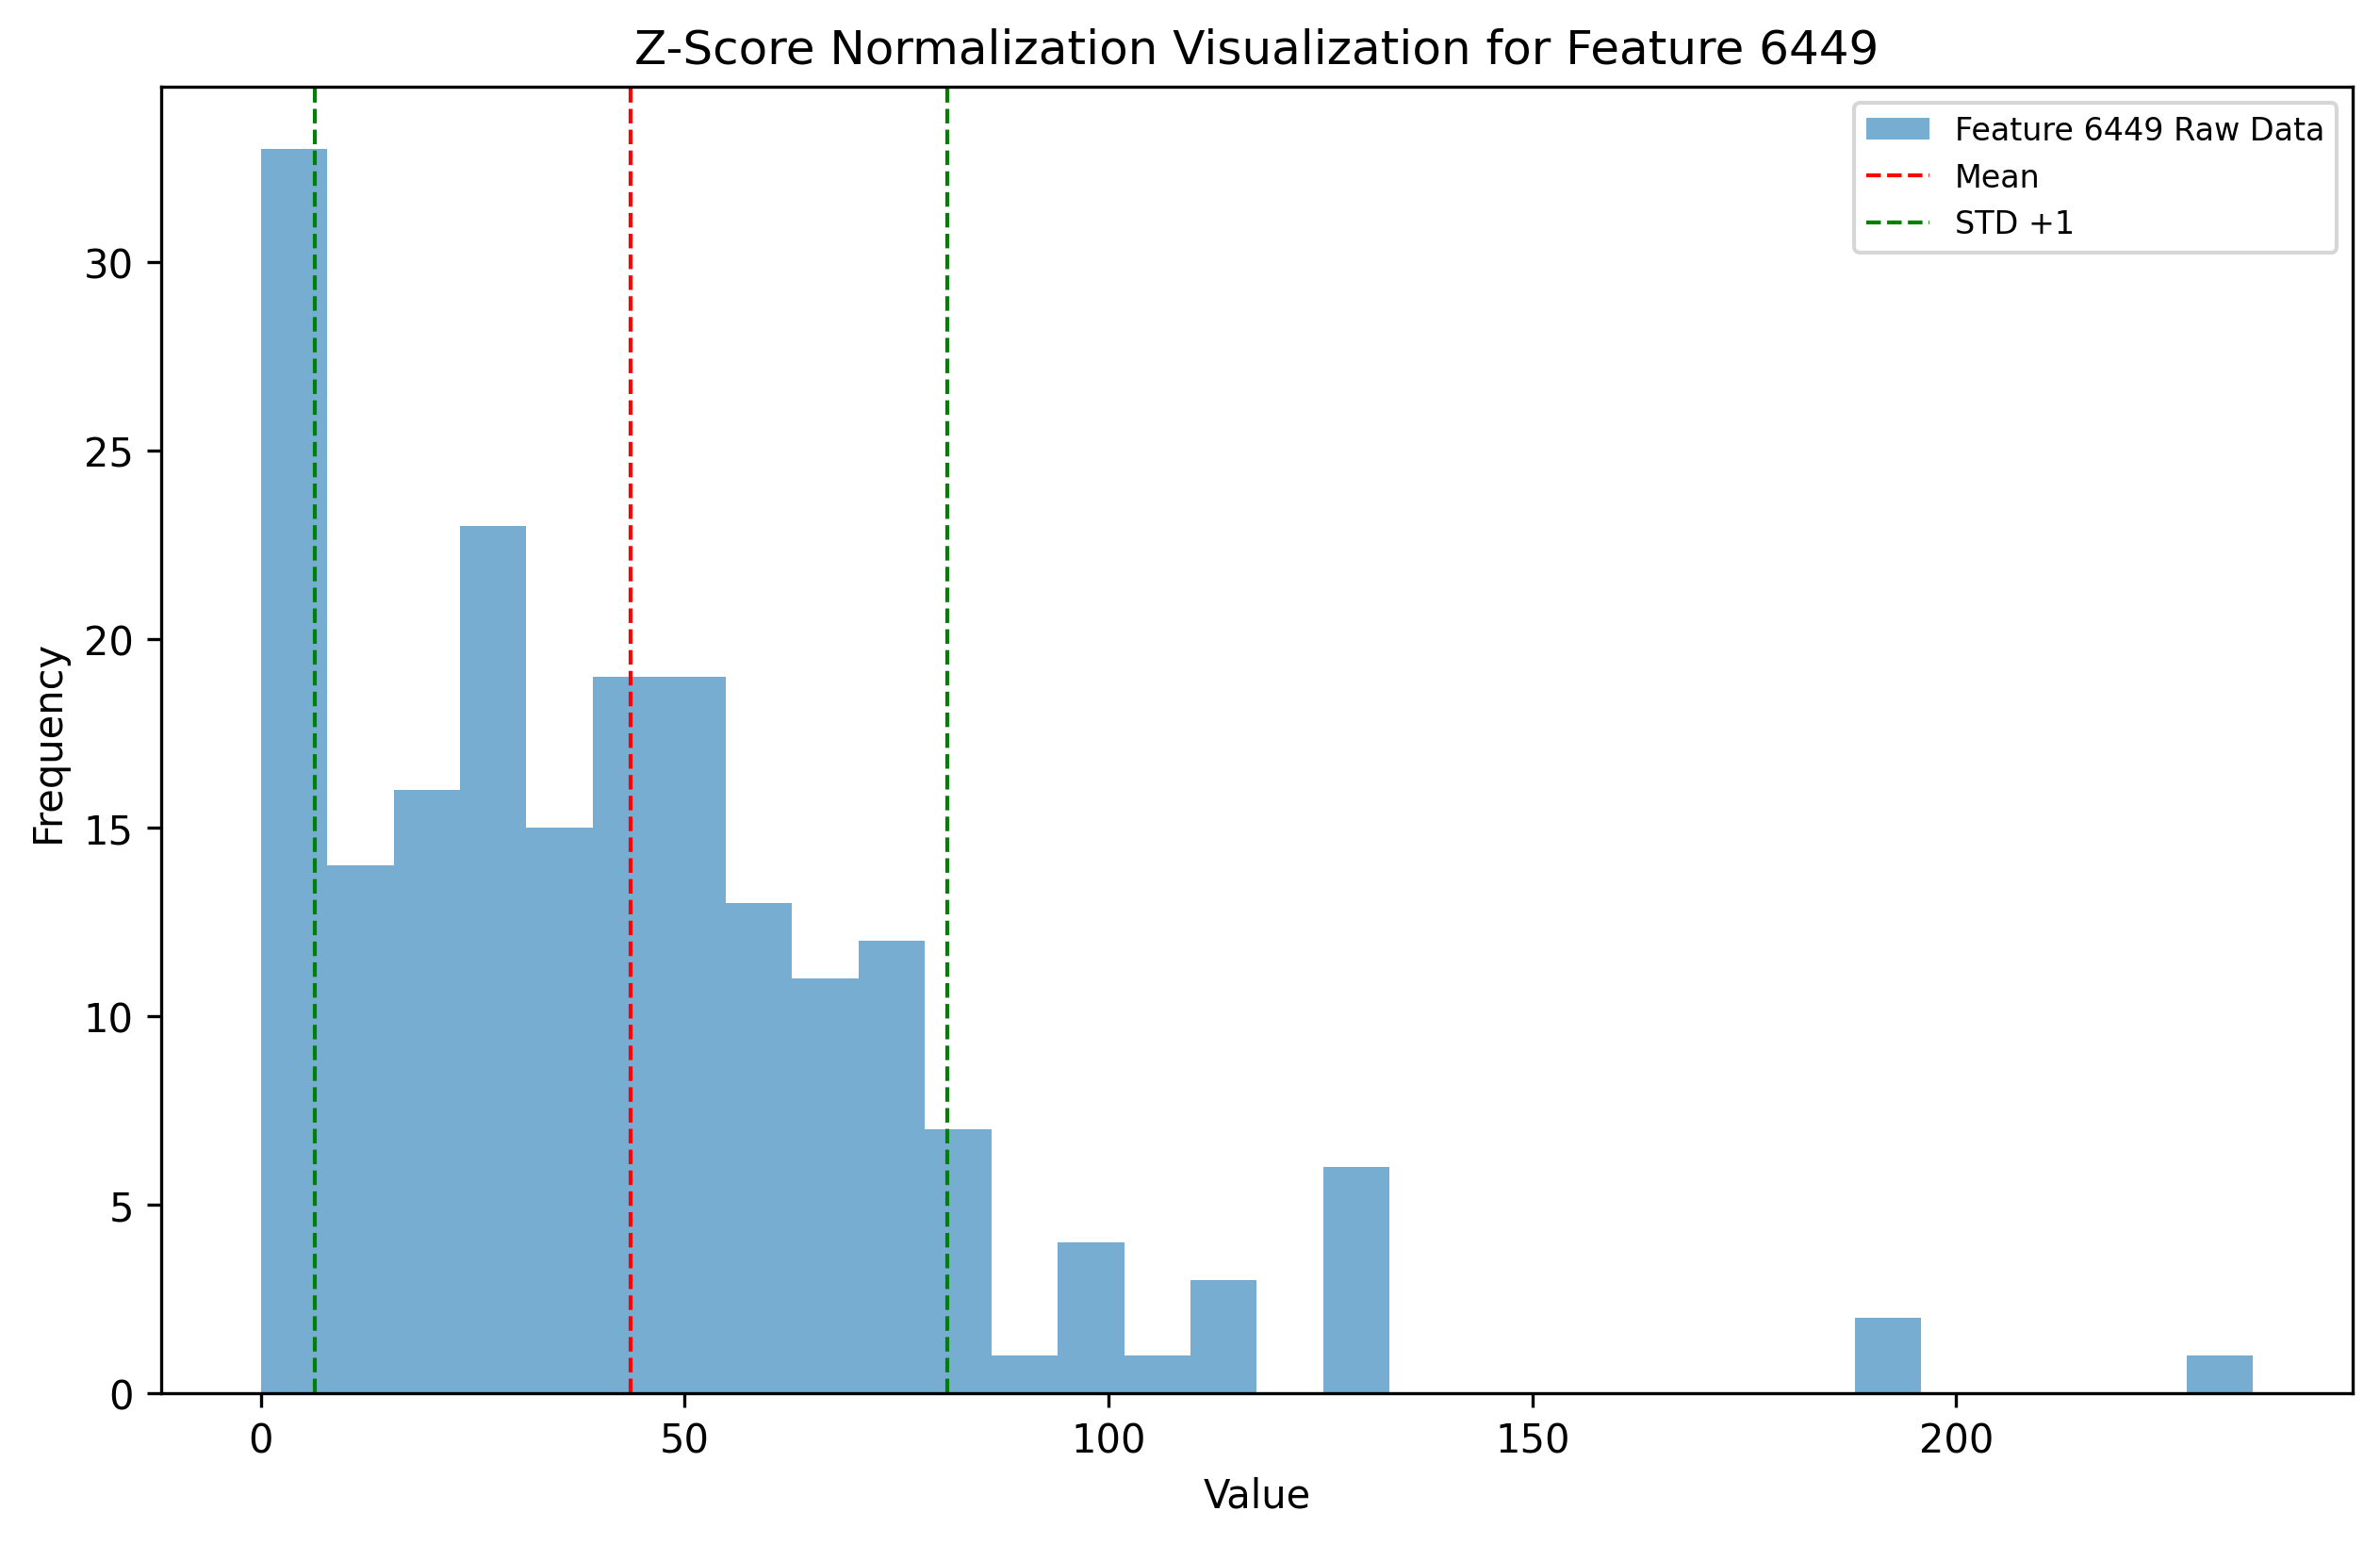 Z-Score Normalization Visualization for Feature 6449
Feature 6449 Raw Data
Mean
STD +1
Frequency
30
25
20
15
10
5
0
0 50 100 150 200
Value